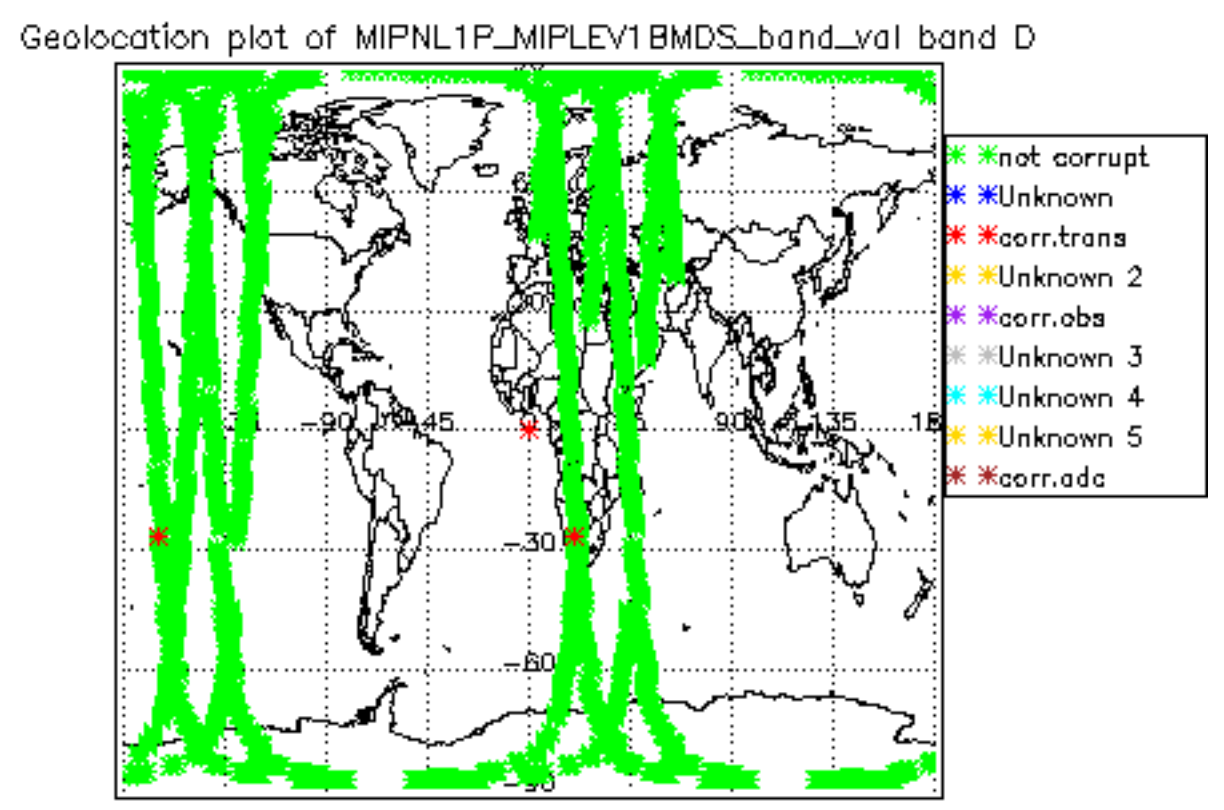 Geolocation plot of MIPNL1P_MIPLEV1BMDS_band_val band D
not corrupt
Unknown
corr.trans
Unknown 2
corr.obs
Unknown 3
Unknown 4
Unknown 5
corr.adc
-90
-45
90
135
-30
-60
-90